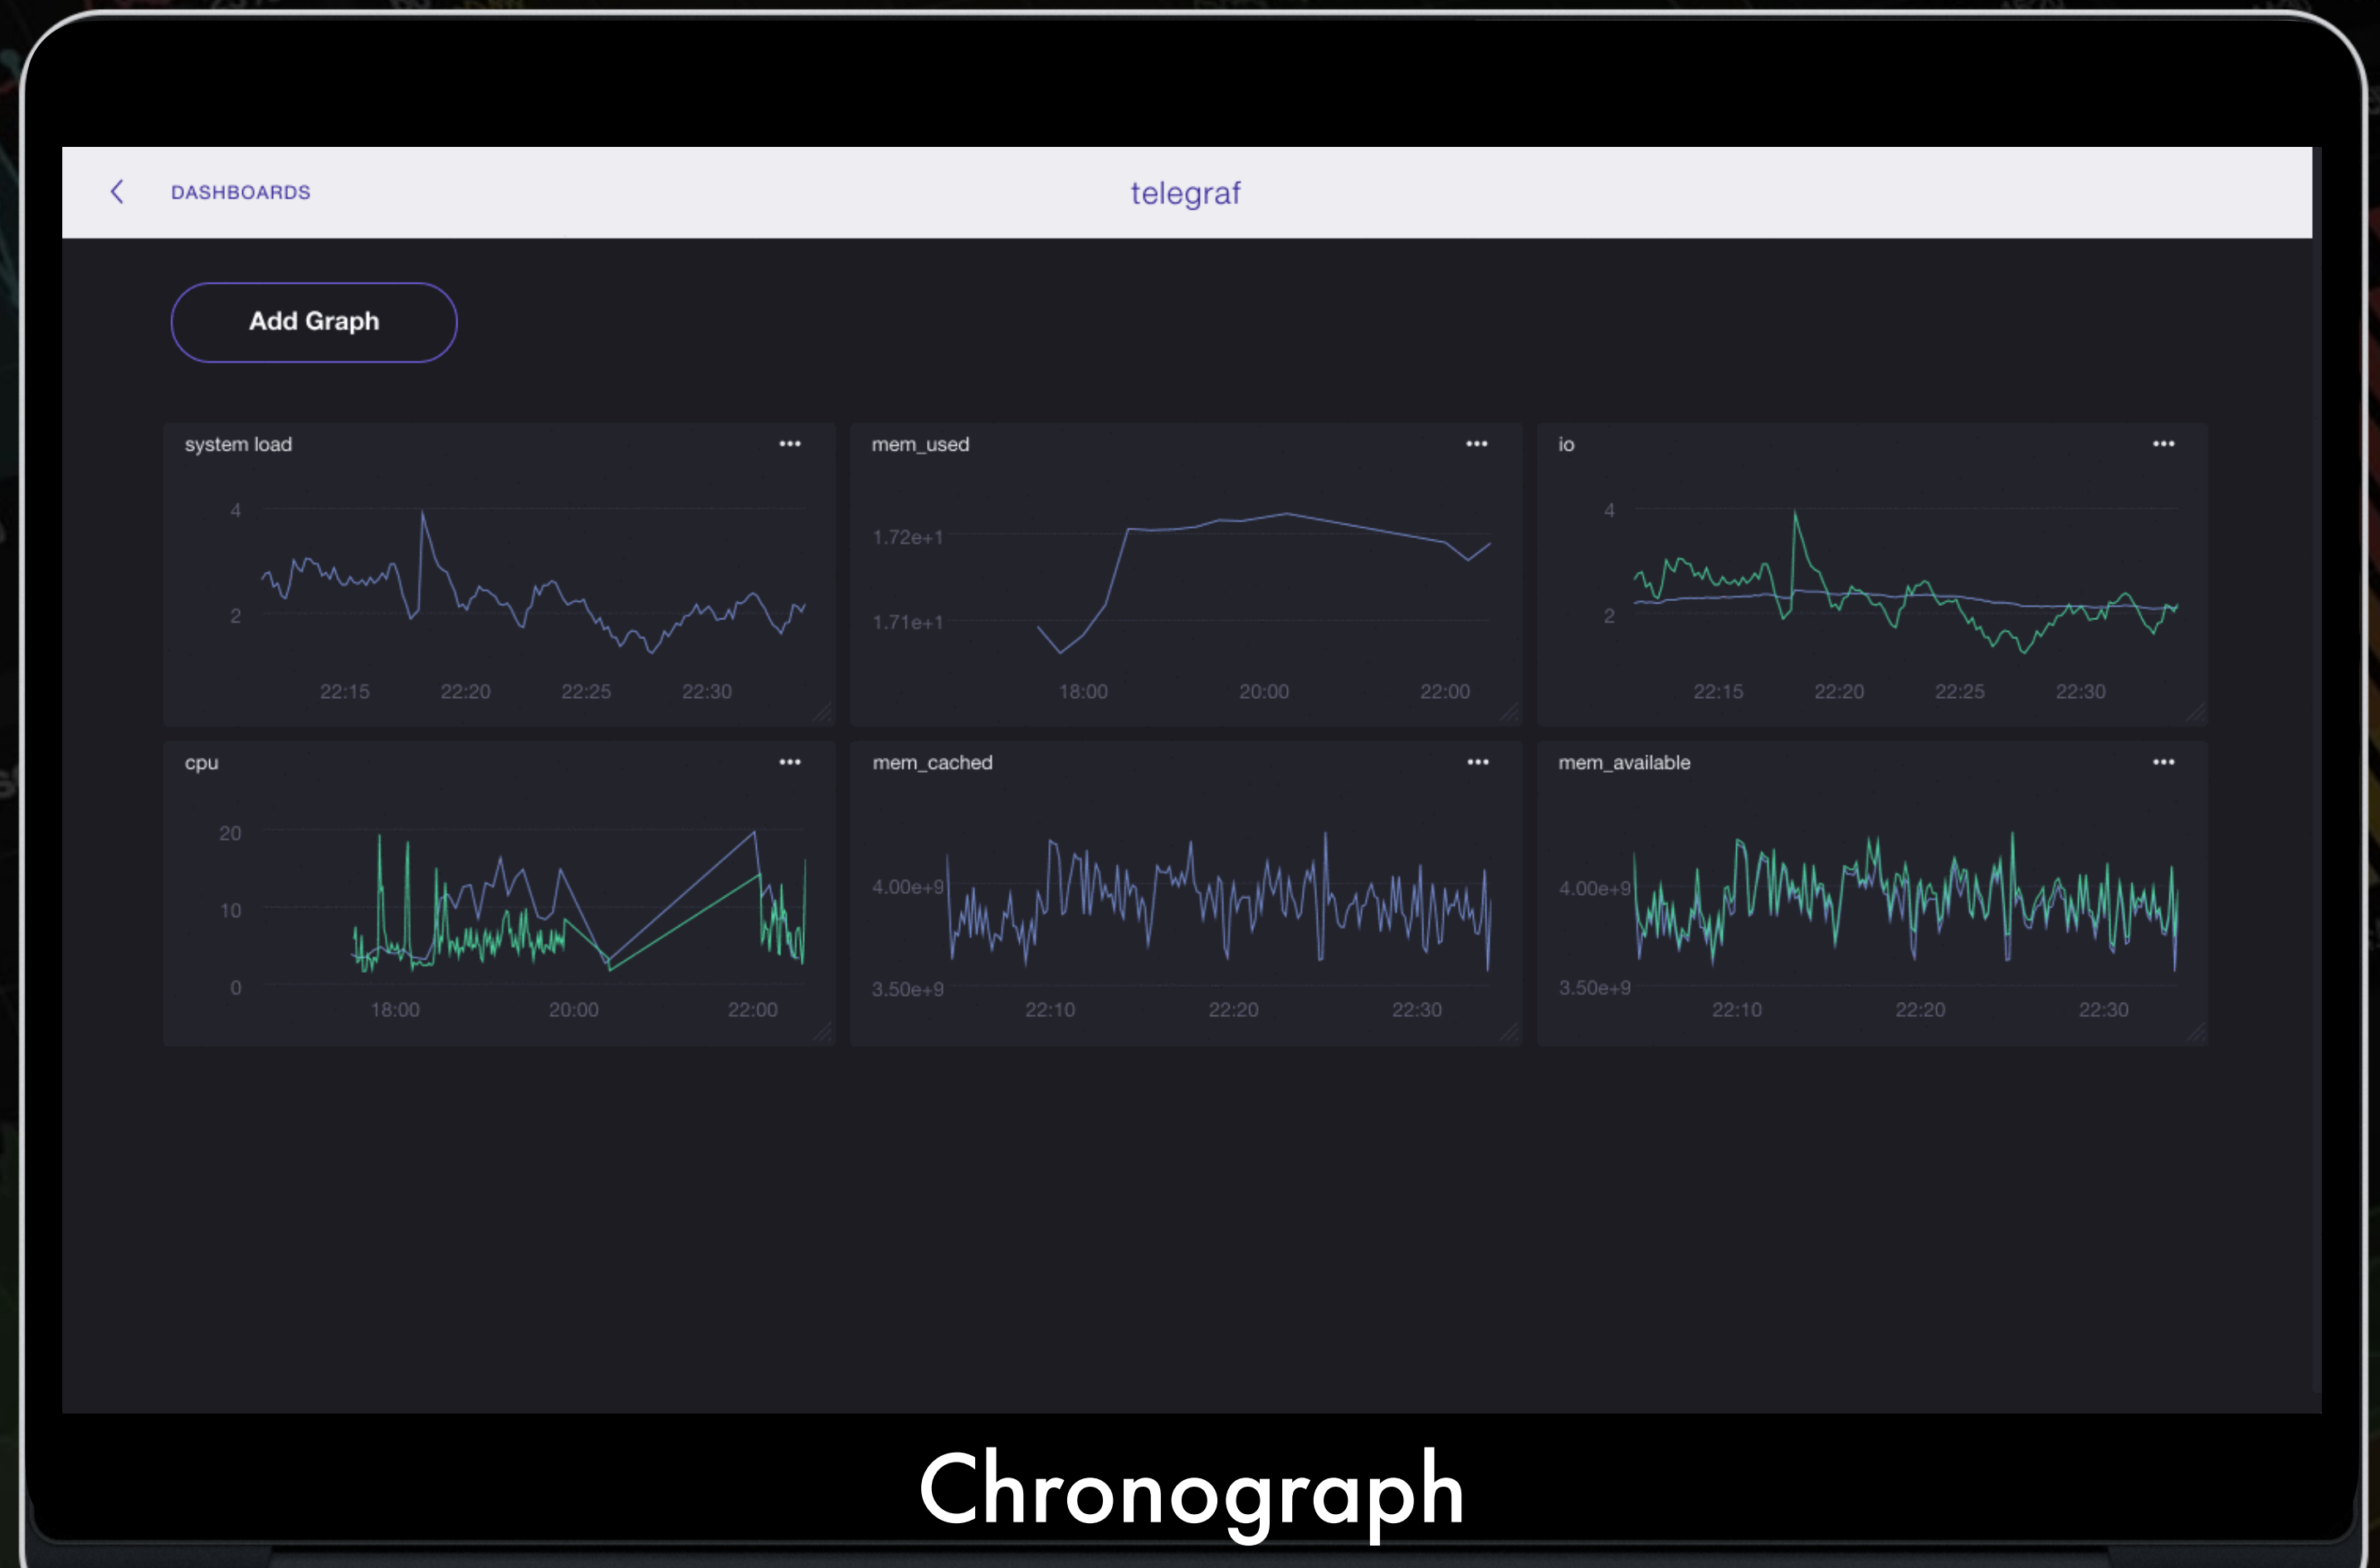 DASHBOARDS
telegraf
Add Graph
system load
4
2
22:15 22:20 22:25 22:30
mem_used
1.72e+1
1.71e+1
18:00 20:00 22:00
io
4
2
22:15 22:20 22:25 22:30
cpu
20
10
0
18:00 20:00 22:00
mem_cached
4.00e+9
3.50e+9
22:10 22:20 22:30
mem_available
4.00e+9
3.50e+9
22:10 22:20 22:30
Chronograph